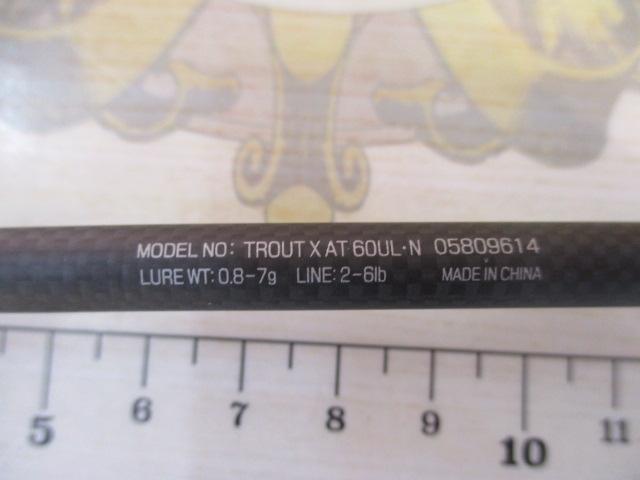 MODEL NO: TROUT X AT 60UL・N 05809614
LURE WT: 0.8-7g LINE: 2-6lb MADE IN CHINA
5 6 7 8 9 10 11